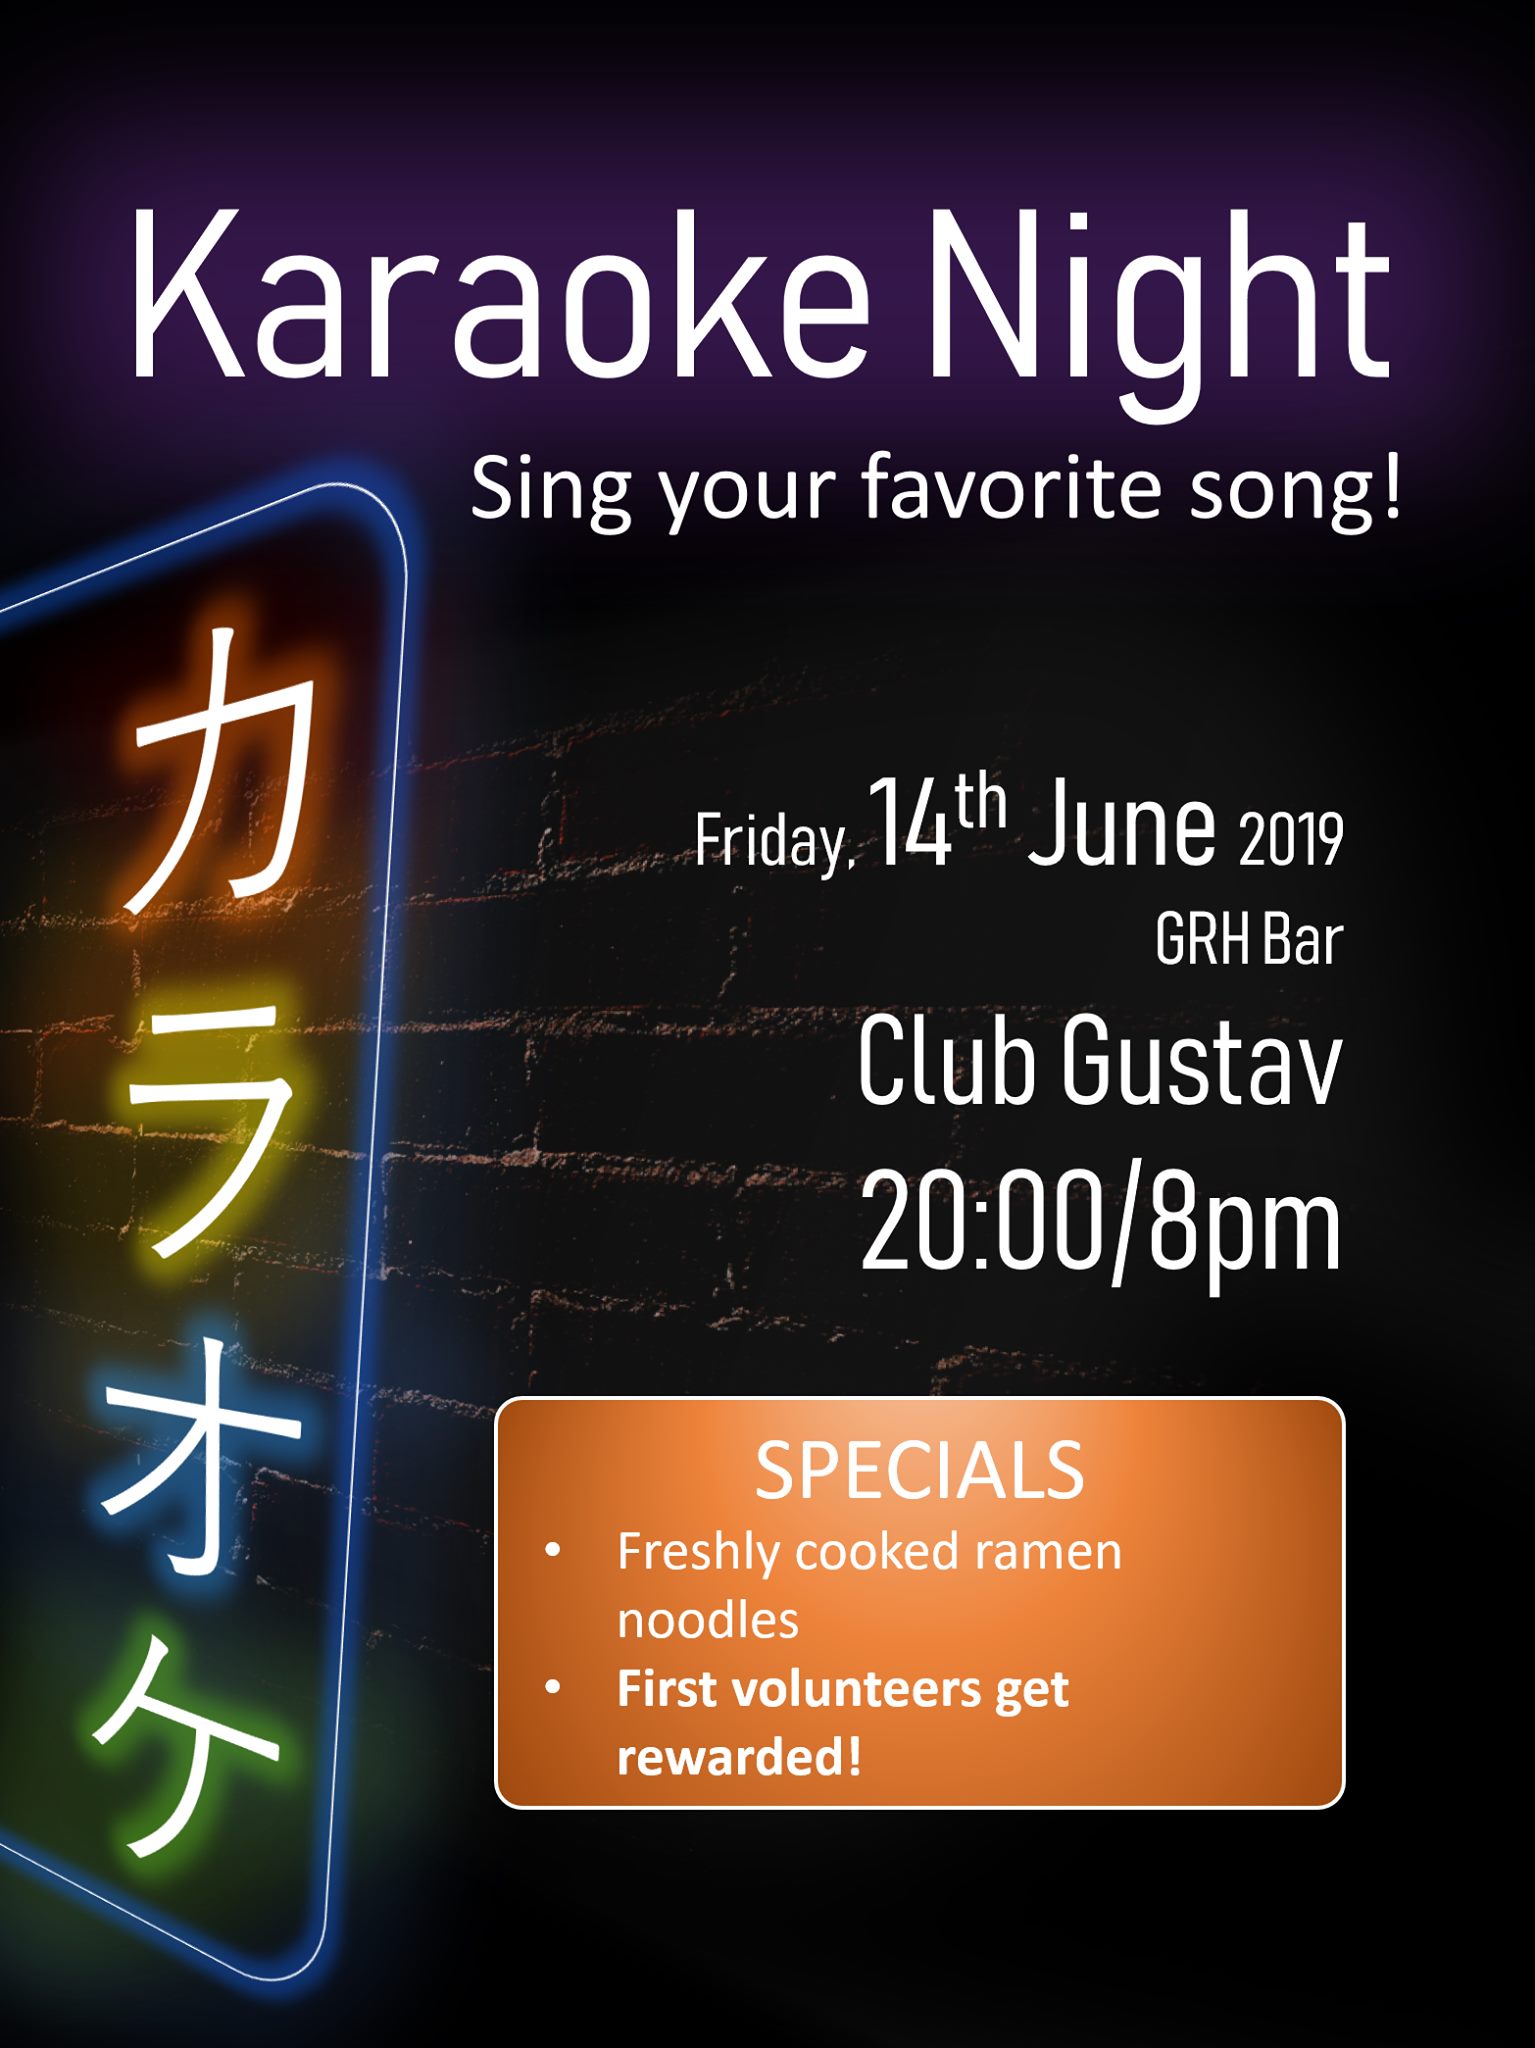 Karaoke Night
Sing your favorite song!
カラオケ
Friday, 14th June 2019
GRH Bar
Club Gustav
20:00/8pm
SPECIALS
• Freshly cooked ramen
noodles
• First volunteers get
rewarded!